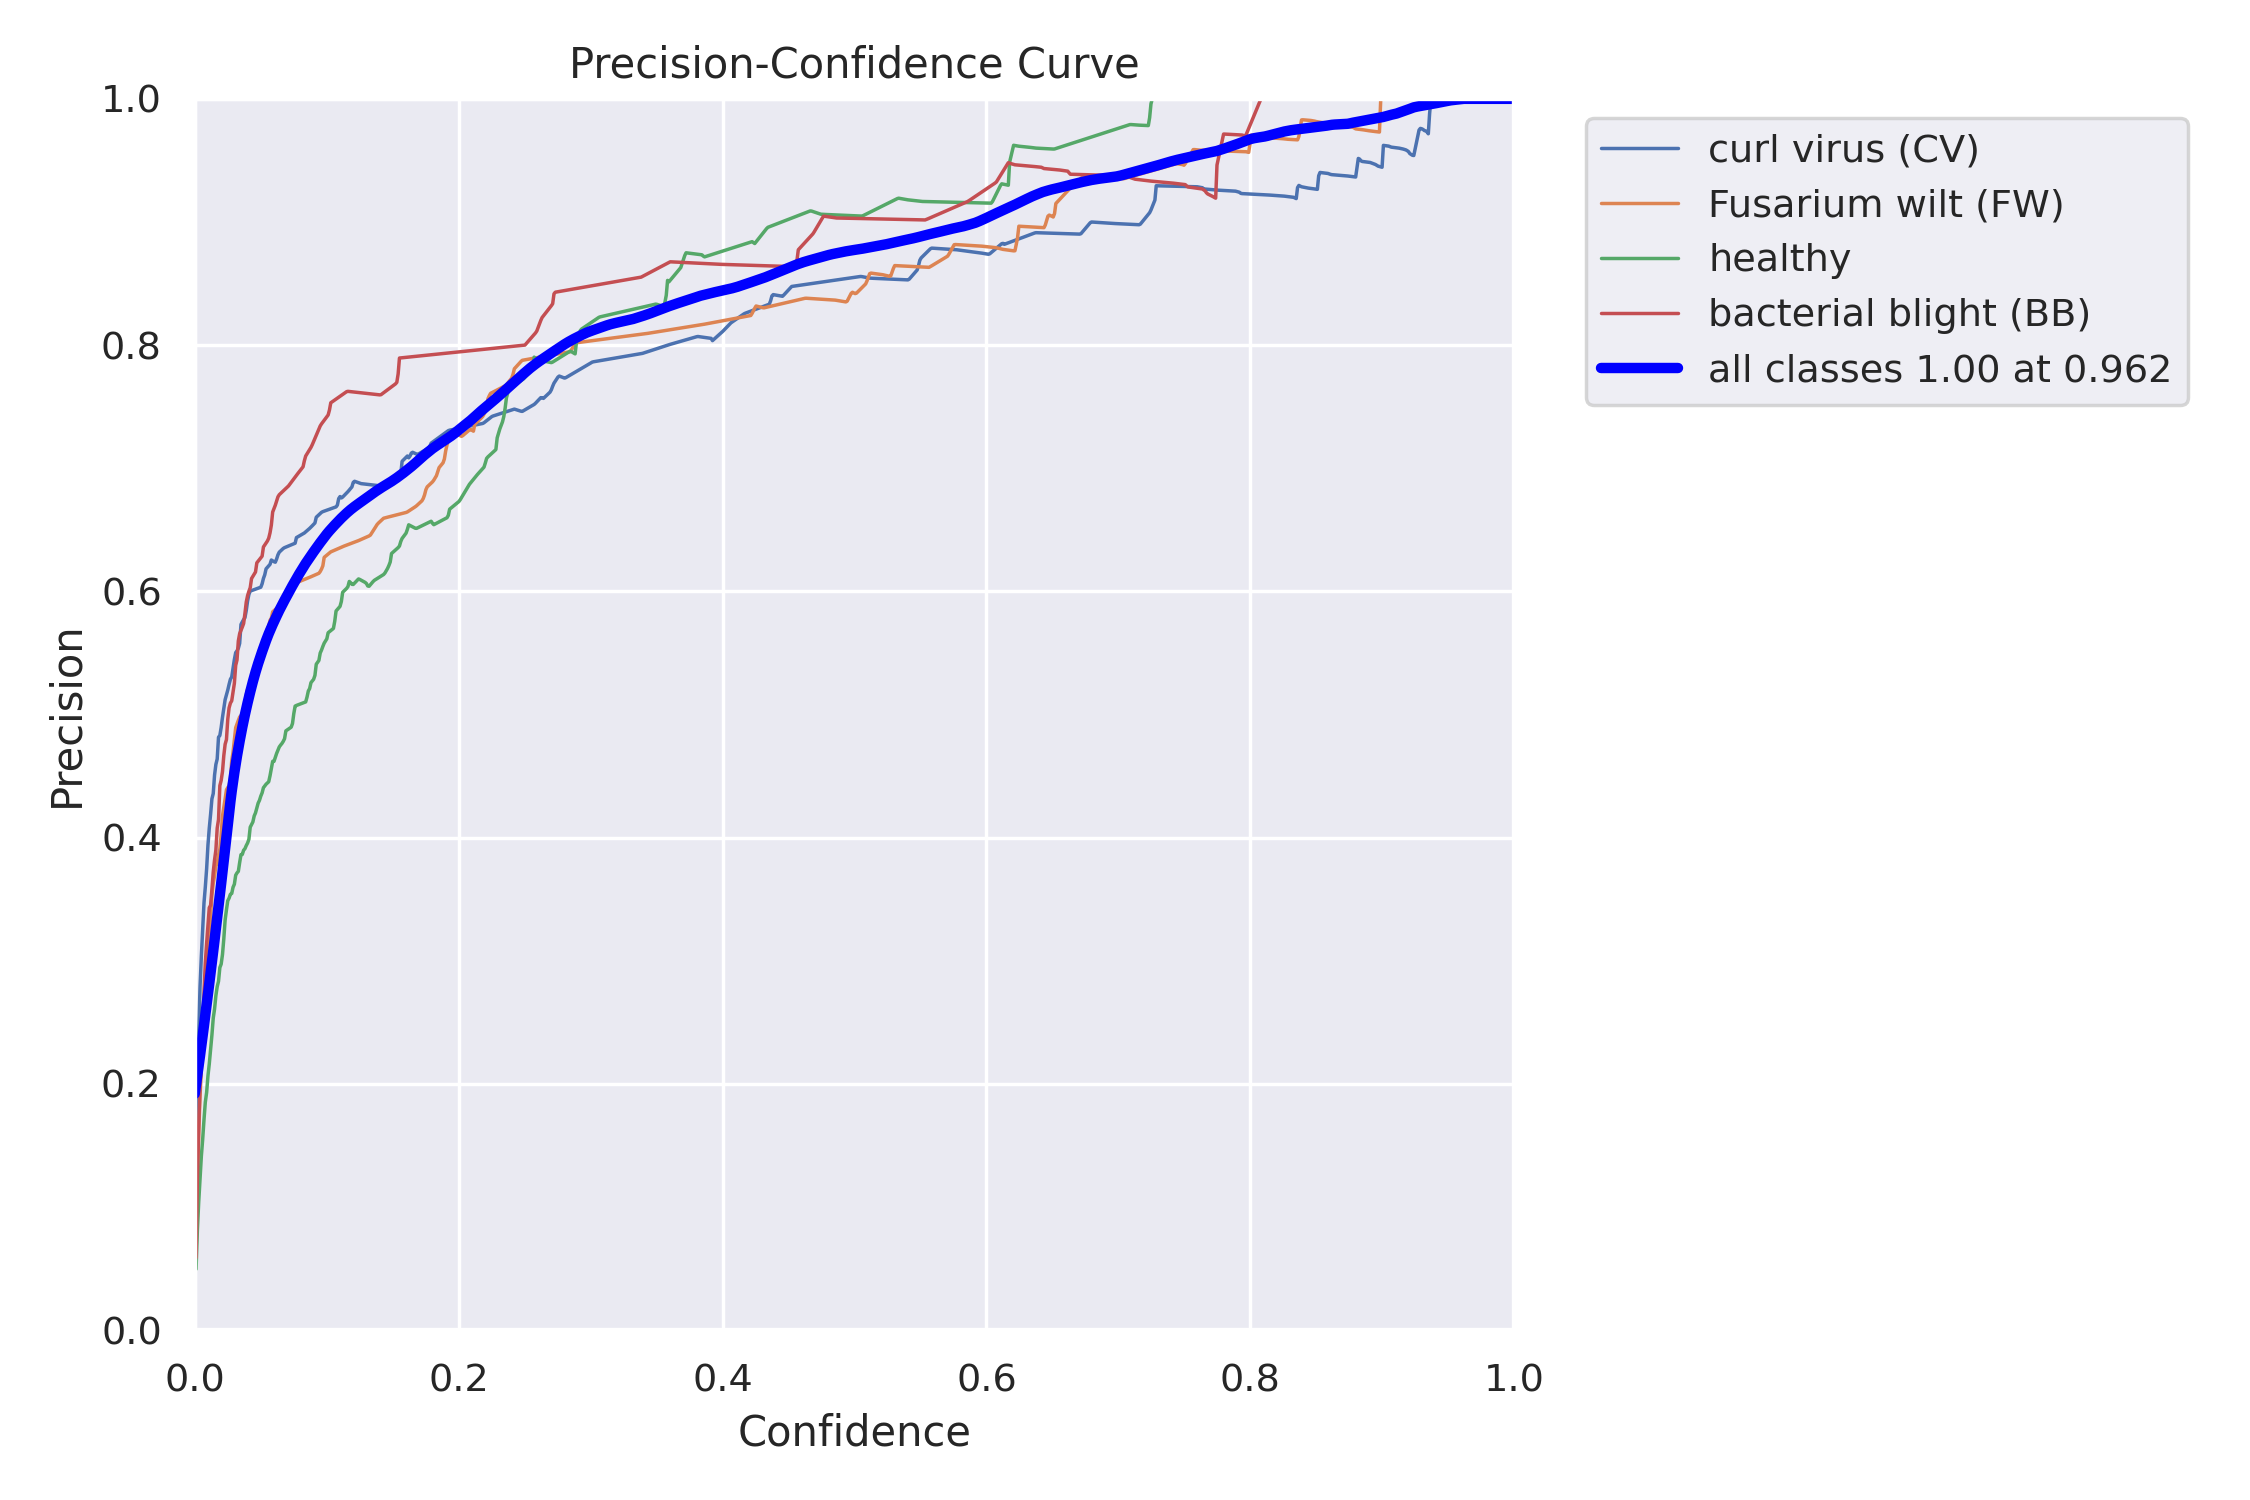 Precision-Confidence Curve
1.0
0.8
0.6
0.4
0.2
0.0
Precision
0.0 0.2 0.4 0.6 0.8 1.0
Confidence
curl virus (CV)
Fusarium wilt (FW)
healthy
bacterial blight (BB)
all classes 1.00 at 0.962